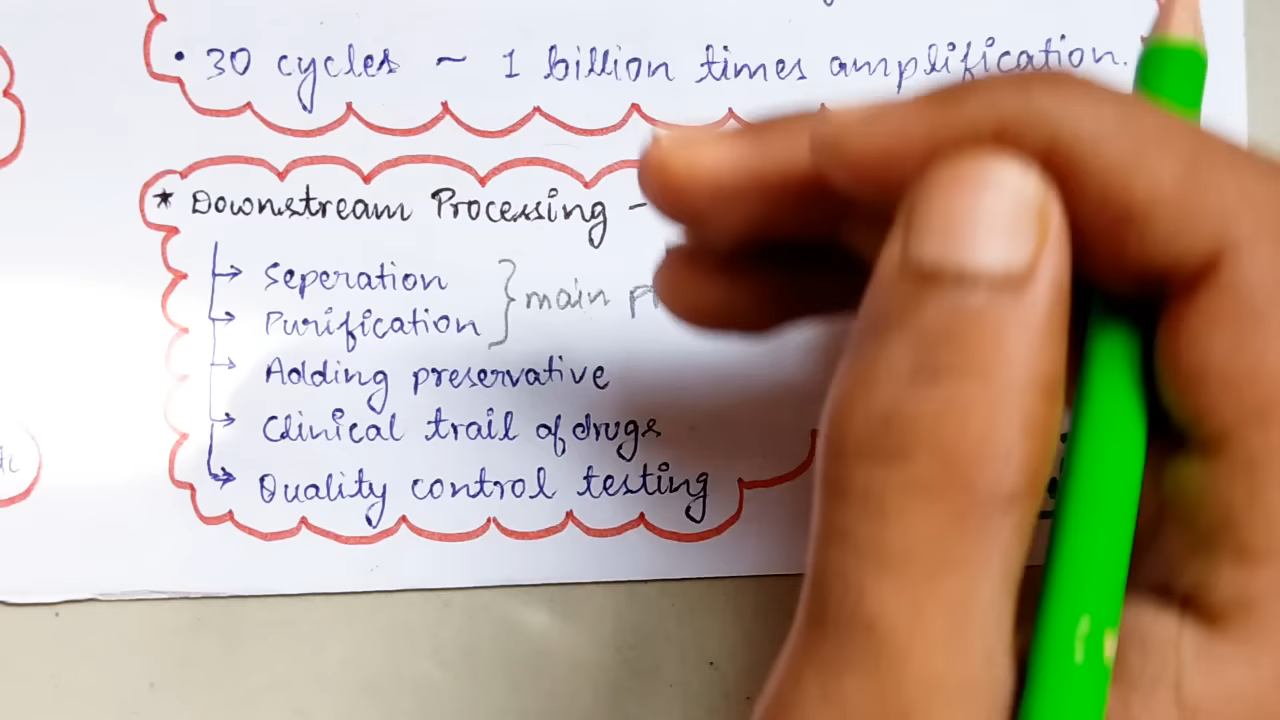 • 30 cycles ~ 1 billion times amplification.
* Downstream Processing -
Seperation
Purification
} main
Adding preservative
Clinical trail of drugs
Quality control testing